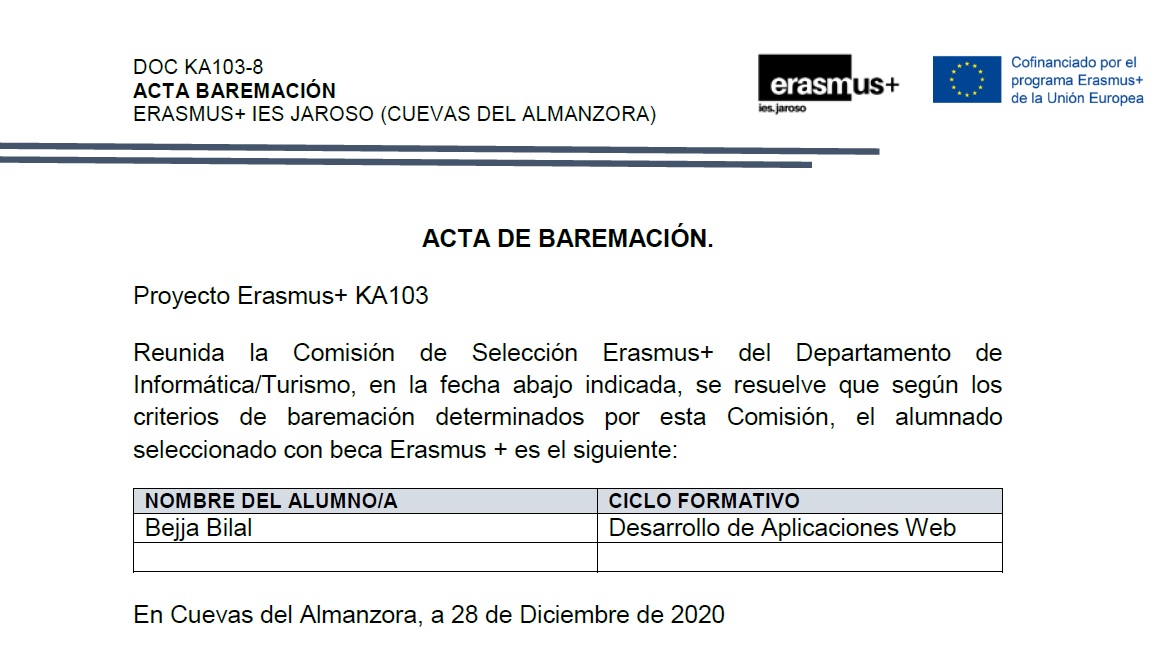 DOC KA103-8
ACTA BAREMACIÓN
ERASMUS+ IES JAROSO (CUEVAS DEL ALMANZORA)
erasmus+
ies.jaroso
Cofinanciado por el
programa Erasmus+
de la Unión Europea
ACTA DE BAREMACIÓN.
Proyecto Erasmus+ KA103
Reunida la Comisión de Selección Erasmus+ del Departamento de
Informática/Turismo, en la fecha abajo indicada, se resuelve que según los
criterios de baremación determinados por esta Comisión, el alumnado
seleccionado con beca Erasmus + es el siguiente:
NOMBRE DEL ALUMNO/A CICLO FORMATIVO
Bejja Bilal Desarrollo de Aplicaciones Web
En Cuevas del Almanzora, a 28 de Diciembre de 2020